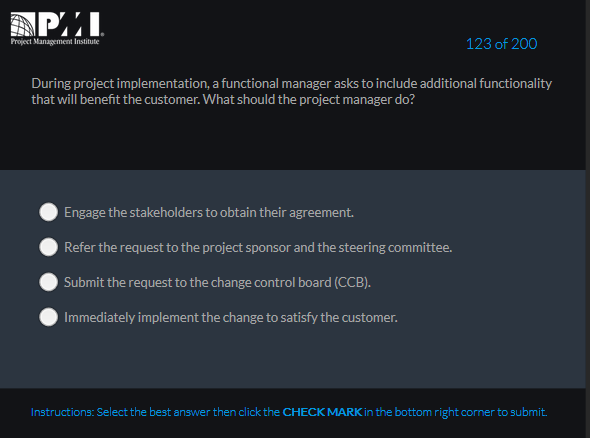 PMI.
Project Management Institute
123 of 200
During project implementation, a functional manager asks to include additional functionality
that will benefit the customer. What should the project manager do?
Engage the stakeholders to obtain their agreement.
Refer the request to the project sponsor and the steering committee.
Submit the request to the change control board (CCB).
Immediately implement the change to satisfy the customer.
Instructions: Select the best answer then click the CHECK MARK in the bottom right corner to submit.